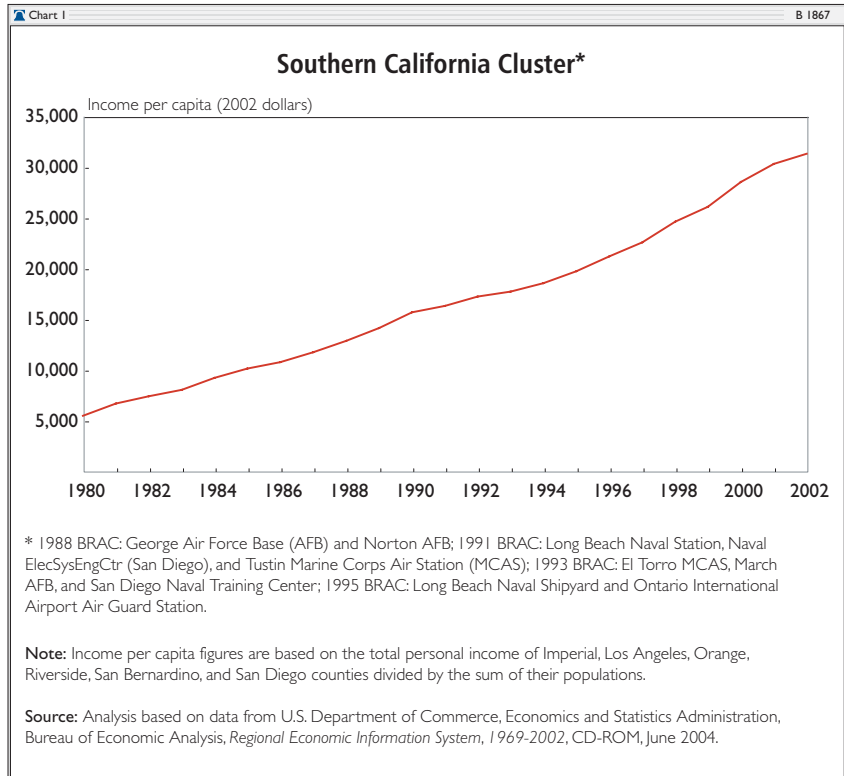 Chart 1 B 1867
Southern California Cluster*
Income per capita (2002 dollars)
35,000
30,000
25,000
20,000
15,000
10,000
5,000
1980 1982 1984 1986 1988 1990 1992 1994 1996 1998 2000 2002
* 1988 BRAC: George Air Force Base (AFB) and Norton AFB; 1991 BRAC: Long Beach Naval Station, Naval
ElecSysEngCtr (San Diego), and Tustin Marine Corps Air Station (MCAS); 1993 BRAC: El Torro MCAS, March
AFB, and San Diego Naval Training Center; 1995 BRAC: Long Beach Naval Shipyard and Ontario International
Airport Air Guard Station.
Note: Income per capita figures are based on the total personal income of Imperial, Los Angeles, Orange,
Riverside, San Bernardino, and San Diego counties divided by the sum of their populations.
Source: Analysis based on data from U.S. Department of Commerce, Economics and Statistics Administration,
Bureau of Economic Analysis, Regional Economic Information System, 1969-2002, CD-ROM, June 2004.